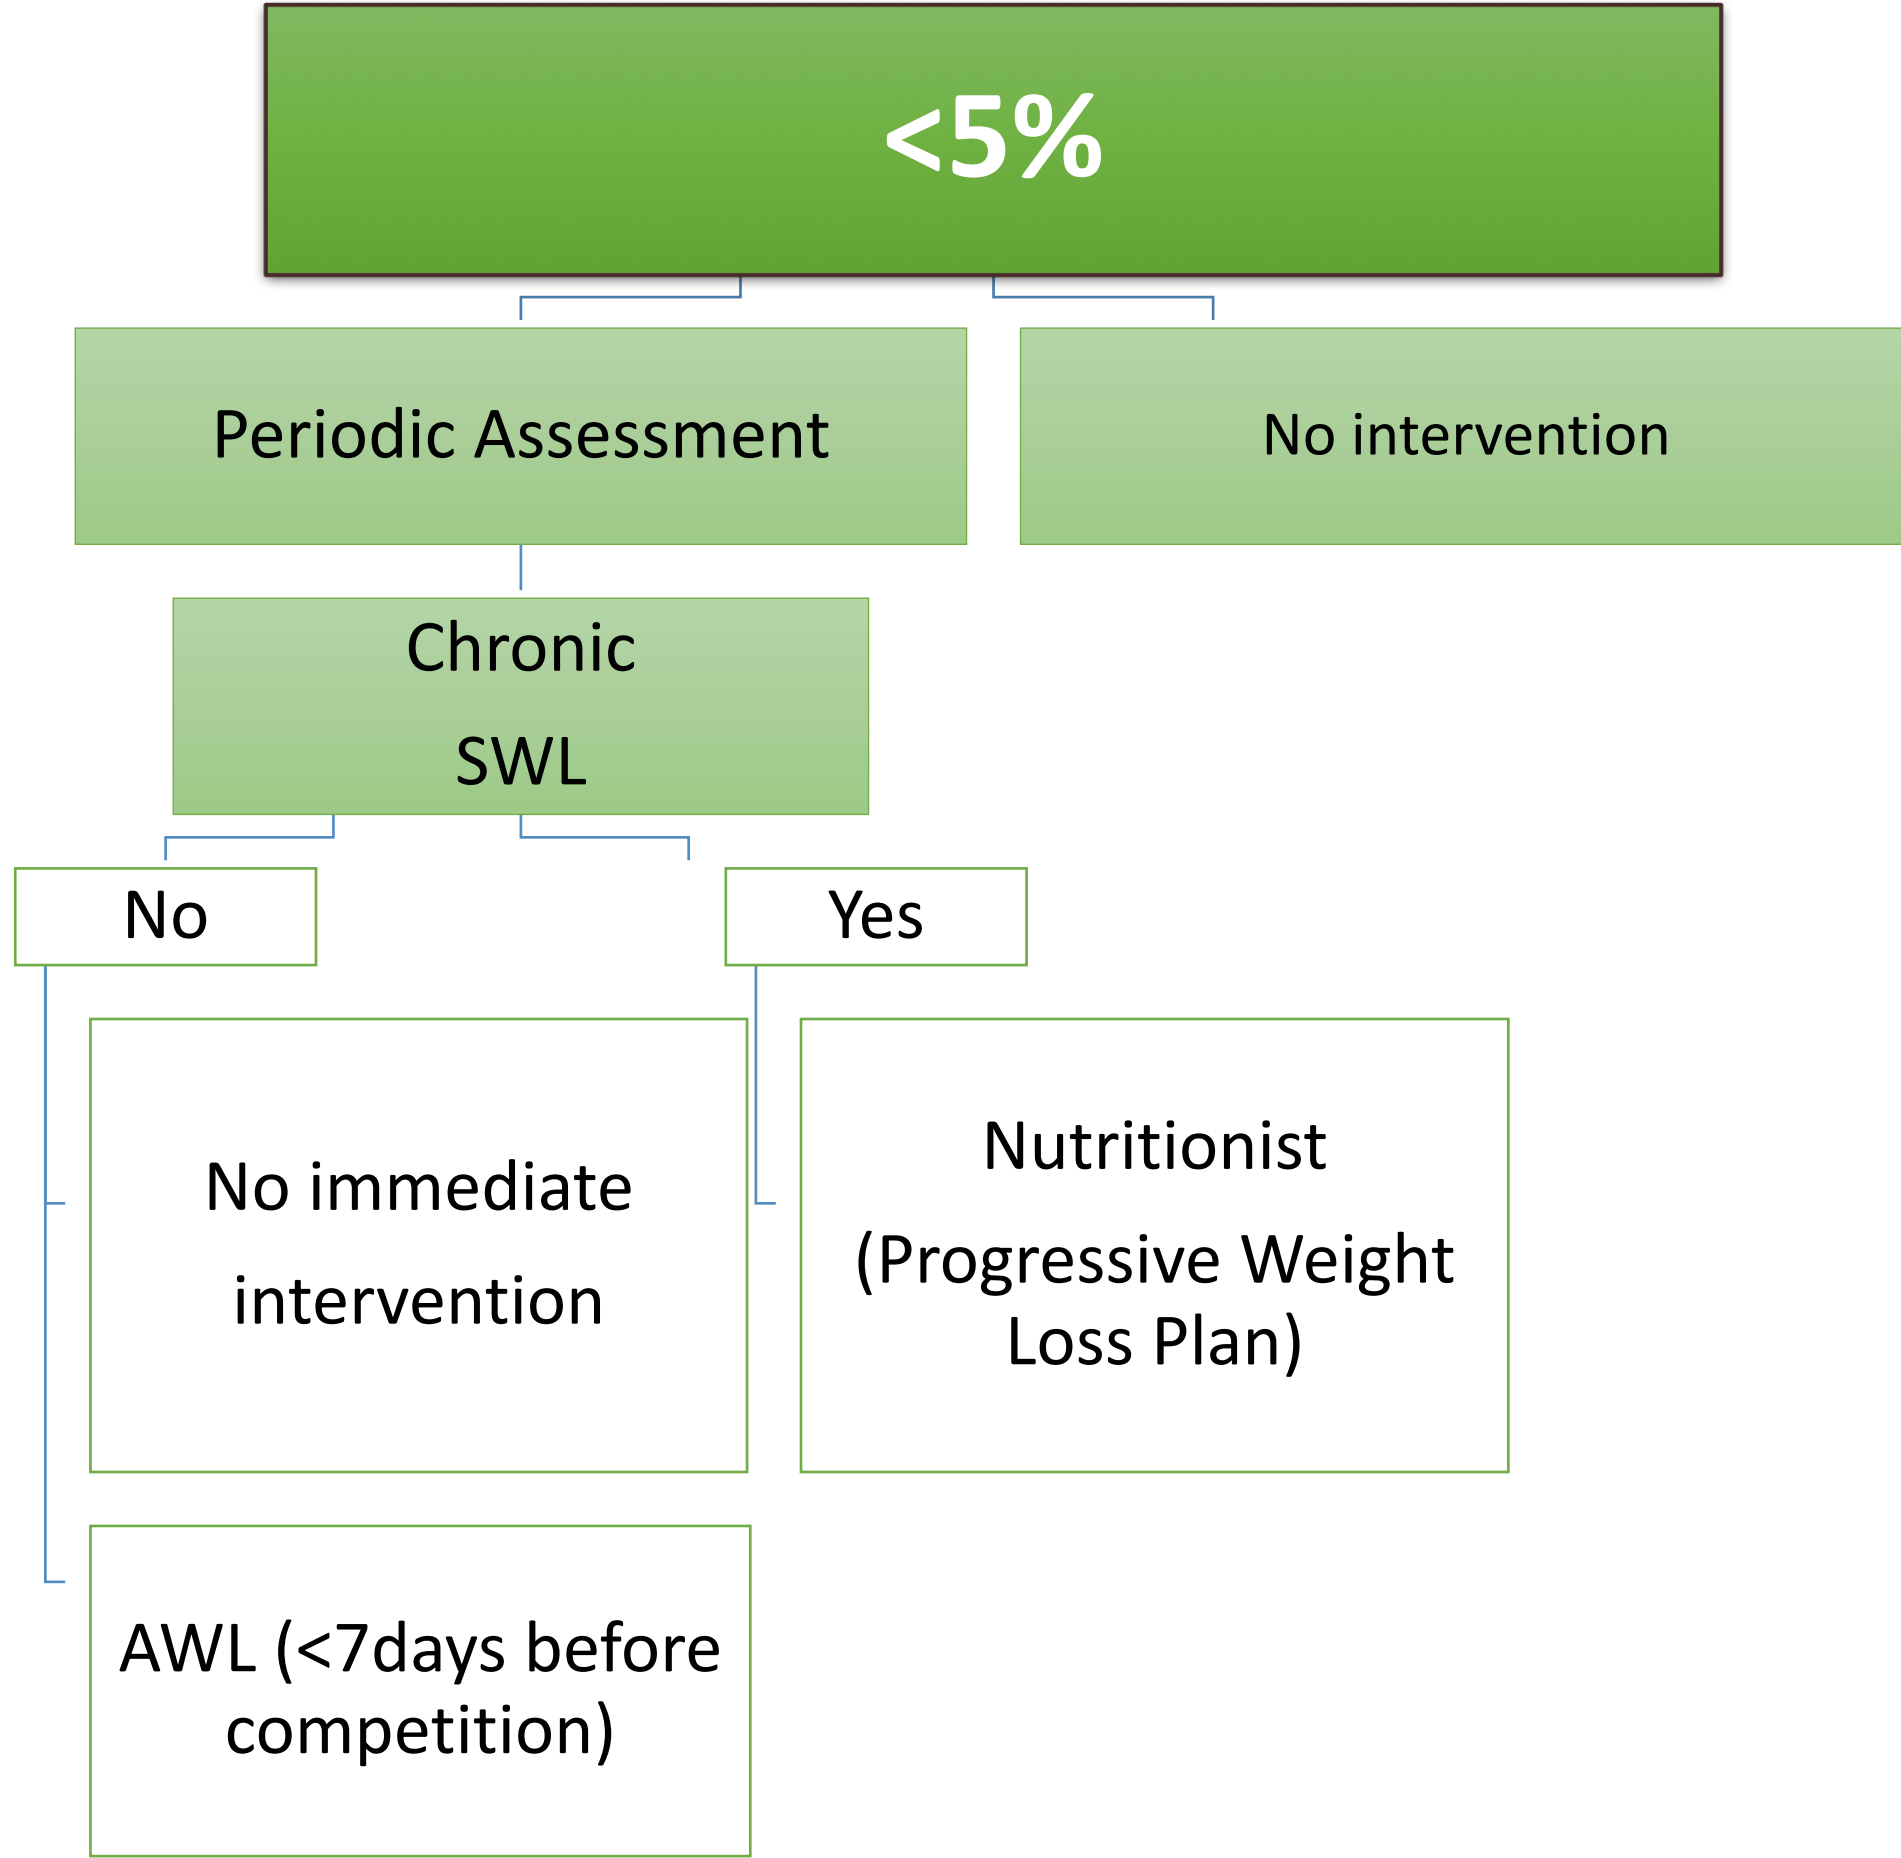 <5%
Periodic Assessment
No intervention
Chronic
SWL
No
Yes
No immediate
intervention
Nutritionist
(Progressive Weight
Loss Plan)
AWL (<7days before
competition)